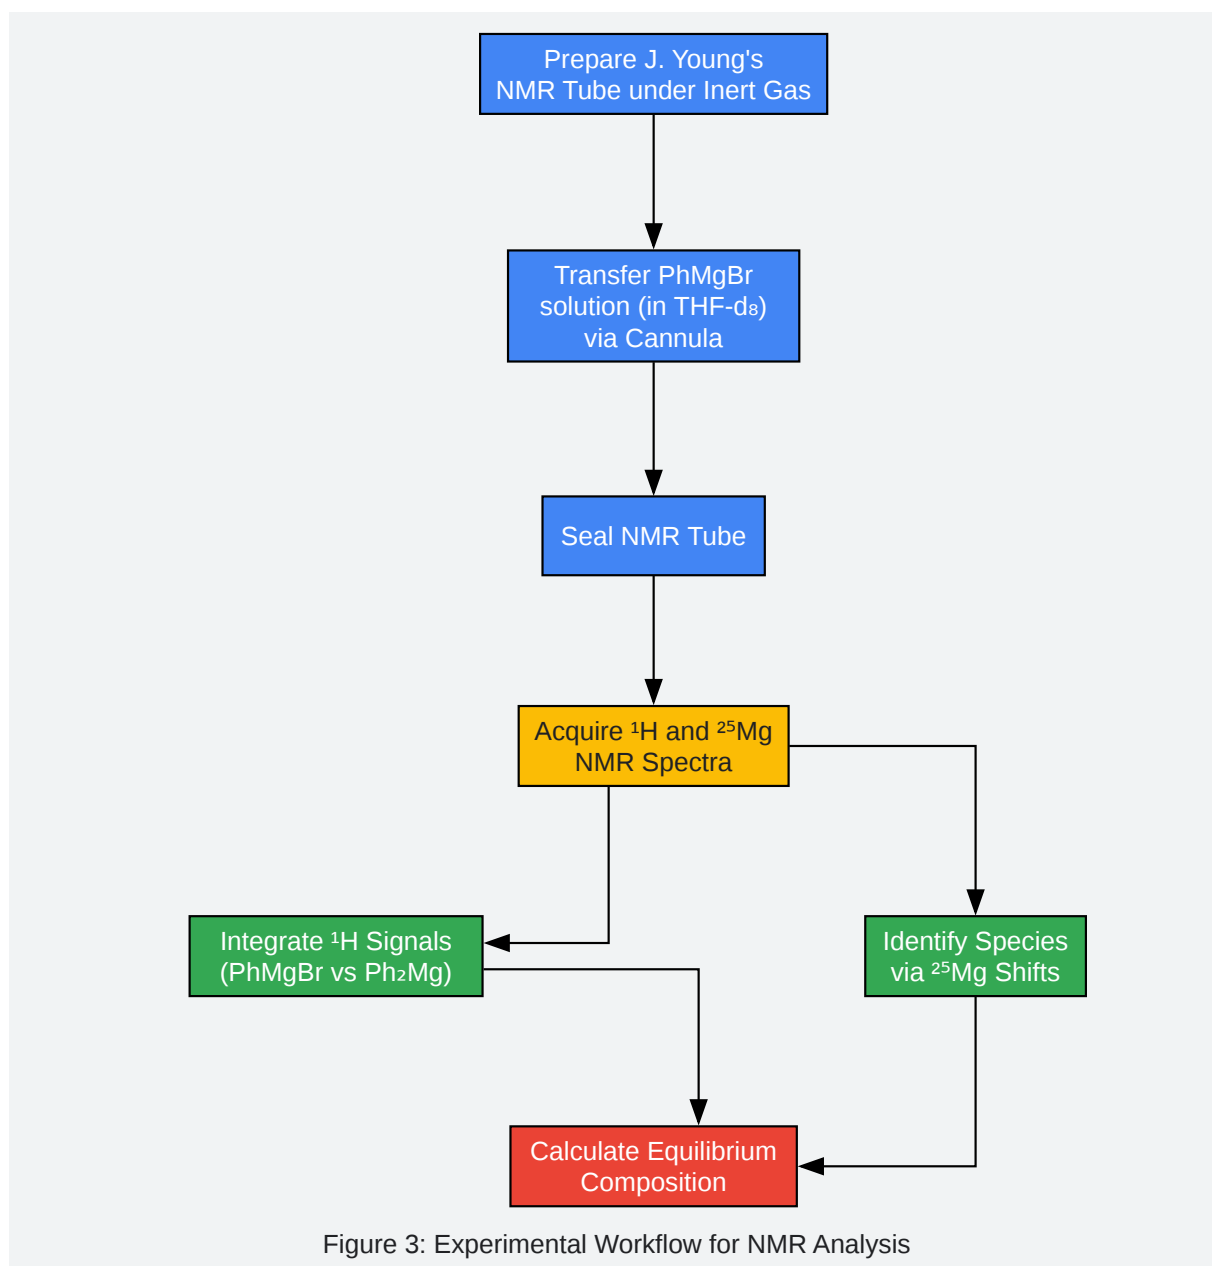 Prepare J. Young's
NMR Tube under Inert Gas
Transfer PhMgBr
solution (in THF-d₈)
via Cannula
Seal NMR Tube
Acquire ¹H and ²⁵Mg
NMR Spectra
Integrate ¹H Signals
(PhMgBr vs Ph₂Mg)
Identify Species
via ²⁵Mg Shifts
Calculate Equilibrium
Composition
Figure 3: Experimental Workflow for NMR Analysis